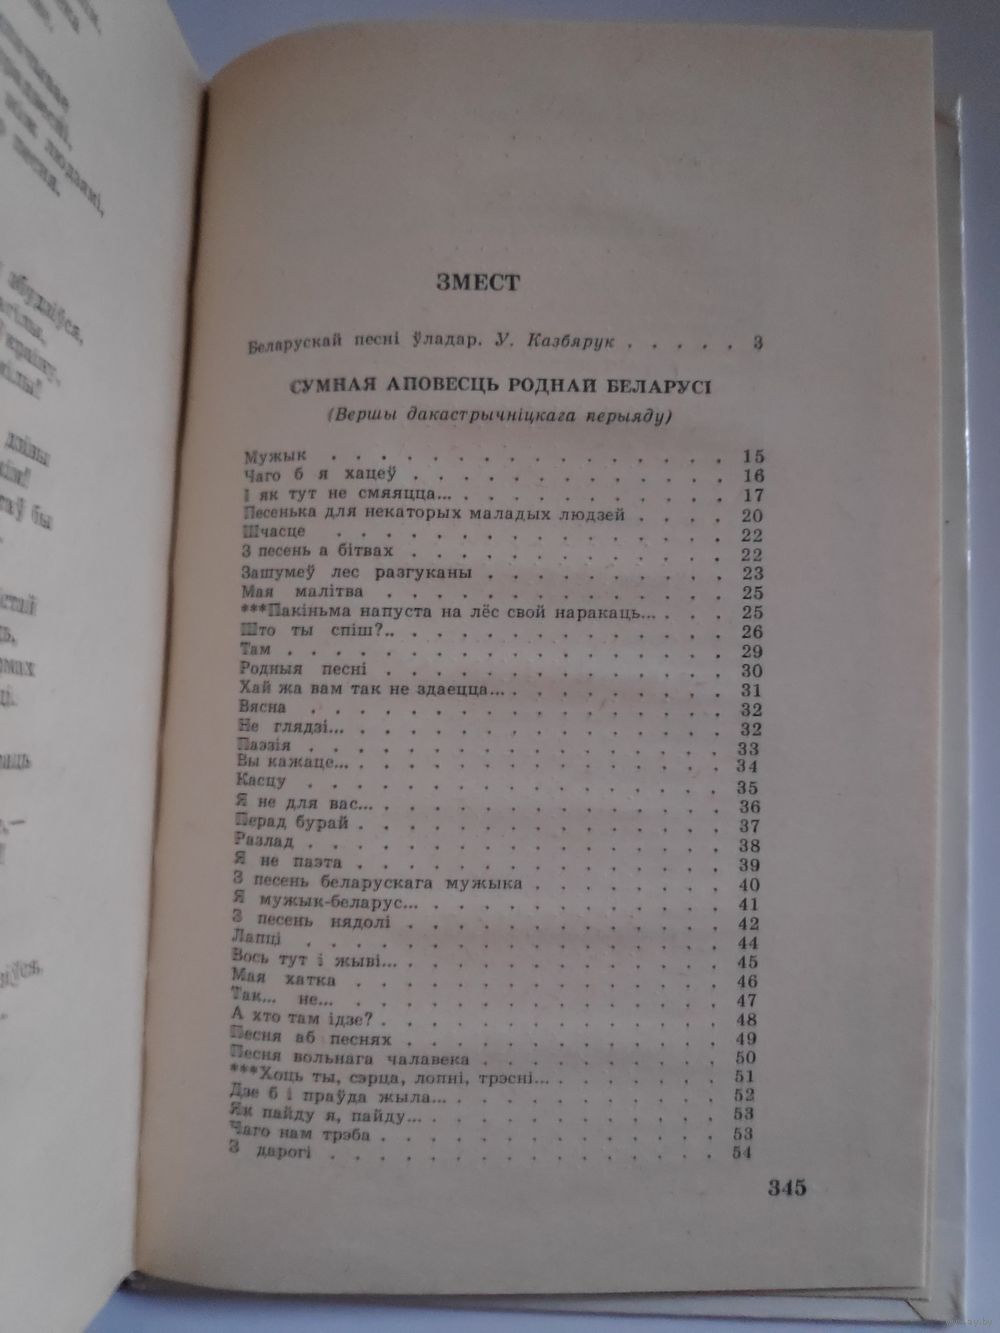 між людзямі,
песня.
збудзіўся,
ЗМЕСТ
Беларускай песні ўладар. У. Казбярук . . . . . 3
СУМНАЯ АПОВЕСЦЬ РОДНАЙ БЕЛАРУСІ
(Вершы дакастрычніцкага перыяду)
Мужык . . . . . . . . . . . . . . . . 15
Чаго б я хацеў . . . . . . . . . . . . . 16
І як тут не смяяцца... . . . . . . . . . . . 17
Песенька для некаторых маладых людзей . . . . 20
Шчасце . . . . . . . . . . . . . . . . 22
З песень а бітвах . . . . . . . . . . . . . 22
Зашумеў лес разгуканы . . . . . . . . . . 23
Мая малітва . . . . . . . . . . . . . . 25
***Пакіньма напуста на лёс свой наракаць... . . . 25
Што ты спіш?.. . . . . . . . . . . . . . 26
Там . . . . . . . . . . . . . . . . . . 29
Родныя песні . . . . . . . . . . . . . . 30
Хай жа вам так не здаецца... . . . . . . . . . 31
Вясна . . . . . . . . . . . . . . . . . 32
Не глядзі... . . . . . . . . . . . . . . . 32
Паэзія . . . . . . . . . . . . . . . . . 33
Вы кажаце... . . . . . . . . . . . . . . . 34
Касцу . . . . . . . . . . . . . . . . . 35
Я не для вас... . . . . . . . . . . . . . . 36
Перад бурай . . . . . . . . . . . . . . . 37
Разлад . . . . . . . . . . . . . . . . . 38
Я не паэта . . . . . . . . . . . . . . . 39
З песень беларускага мужыка . . . . . . . . 40
Я мужык-беларус... . . . . . . . . . . . . 41
З песень нядолі . . . . . . . . . . . . . 42
Лапці . . . . . . . . . . . . . . . . . 44
Вось тут і жыві... . . . . . . . . . . . . . 45
Мая хатка . . . . . . . . . . . . . . . 46
Так... не... . . . . . . . . . . . . . . . 47
А хто там ідзе? . . . . . . . . . . . . . . 48
Песня аб песнях . . . . . . . . . . . . . 49
Песня вольнага чалавека . . . . . . . . . . 50
***Хоць ты, сэрца, лопні, трэсні... . . . . . . . 51
Дзе б і праўда жыла... . . . . . . . . . . . 52
Як пайду я, пайду... . . . . . . . . . . . . 53
Чаго нам трэба . . . . . . . . . . . . . . 53
З дарогі . . . . . . . . . . . . . . . . 54
345